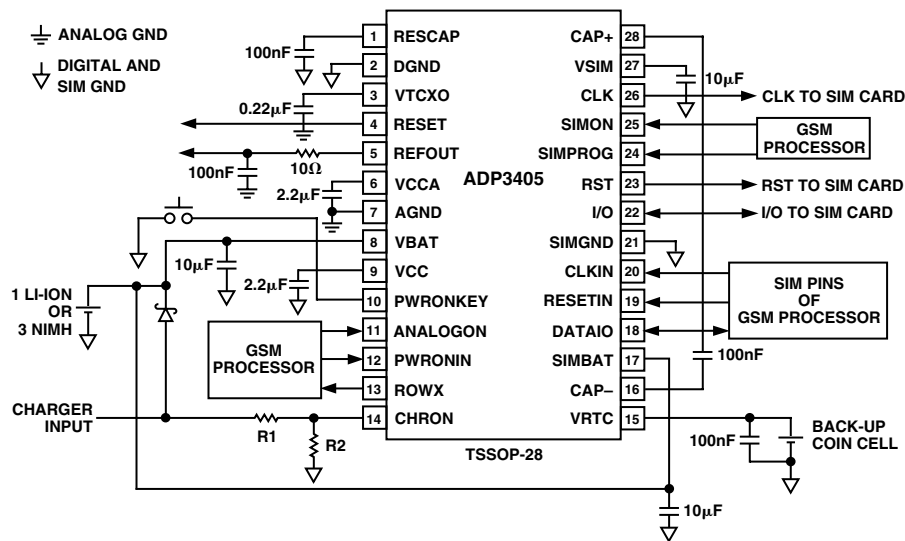 ANALOG GND
DIGITAL AND
SIM GND
100nF
0.22μF
10Ω
100nF
2.2μF
10μF
2.2μF
1 LI-ION
OR
3 NIMH
GSM
PROCESSOR
CHARGER
INPUT
R1
R2
1 RESCAP
2 DGND
3 VTCXO
4 RESET
5 REFOUT
6 VCCA
7 AGND
8 VBAT
9 VCC
10 PWRONKEY
11 ANALOGON
12 PWRONIN
13 ROWX
14 CHRON
ADP3405
TSSOP-28
CAP+ 28
VSIM 27
CLK 26
SIMON 25
SIMPROG 24
RST 23
I/O 22
SIMGND 21
CLKIN 20
RESETIN 19
DATAIO 18
SIMBAT 17
CAP– 16
VRTC 15
10μF
CLK TO SIM CARD
GSM
PROCESSOR
RST TO SIM CARD
I/O TO SIM CARD
SIM PINS
OF
GSM PROCESSOR
100nF
100nF
BACK-UP
COIN CELL
10μF